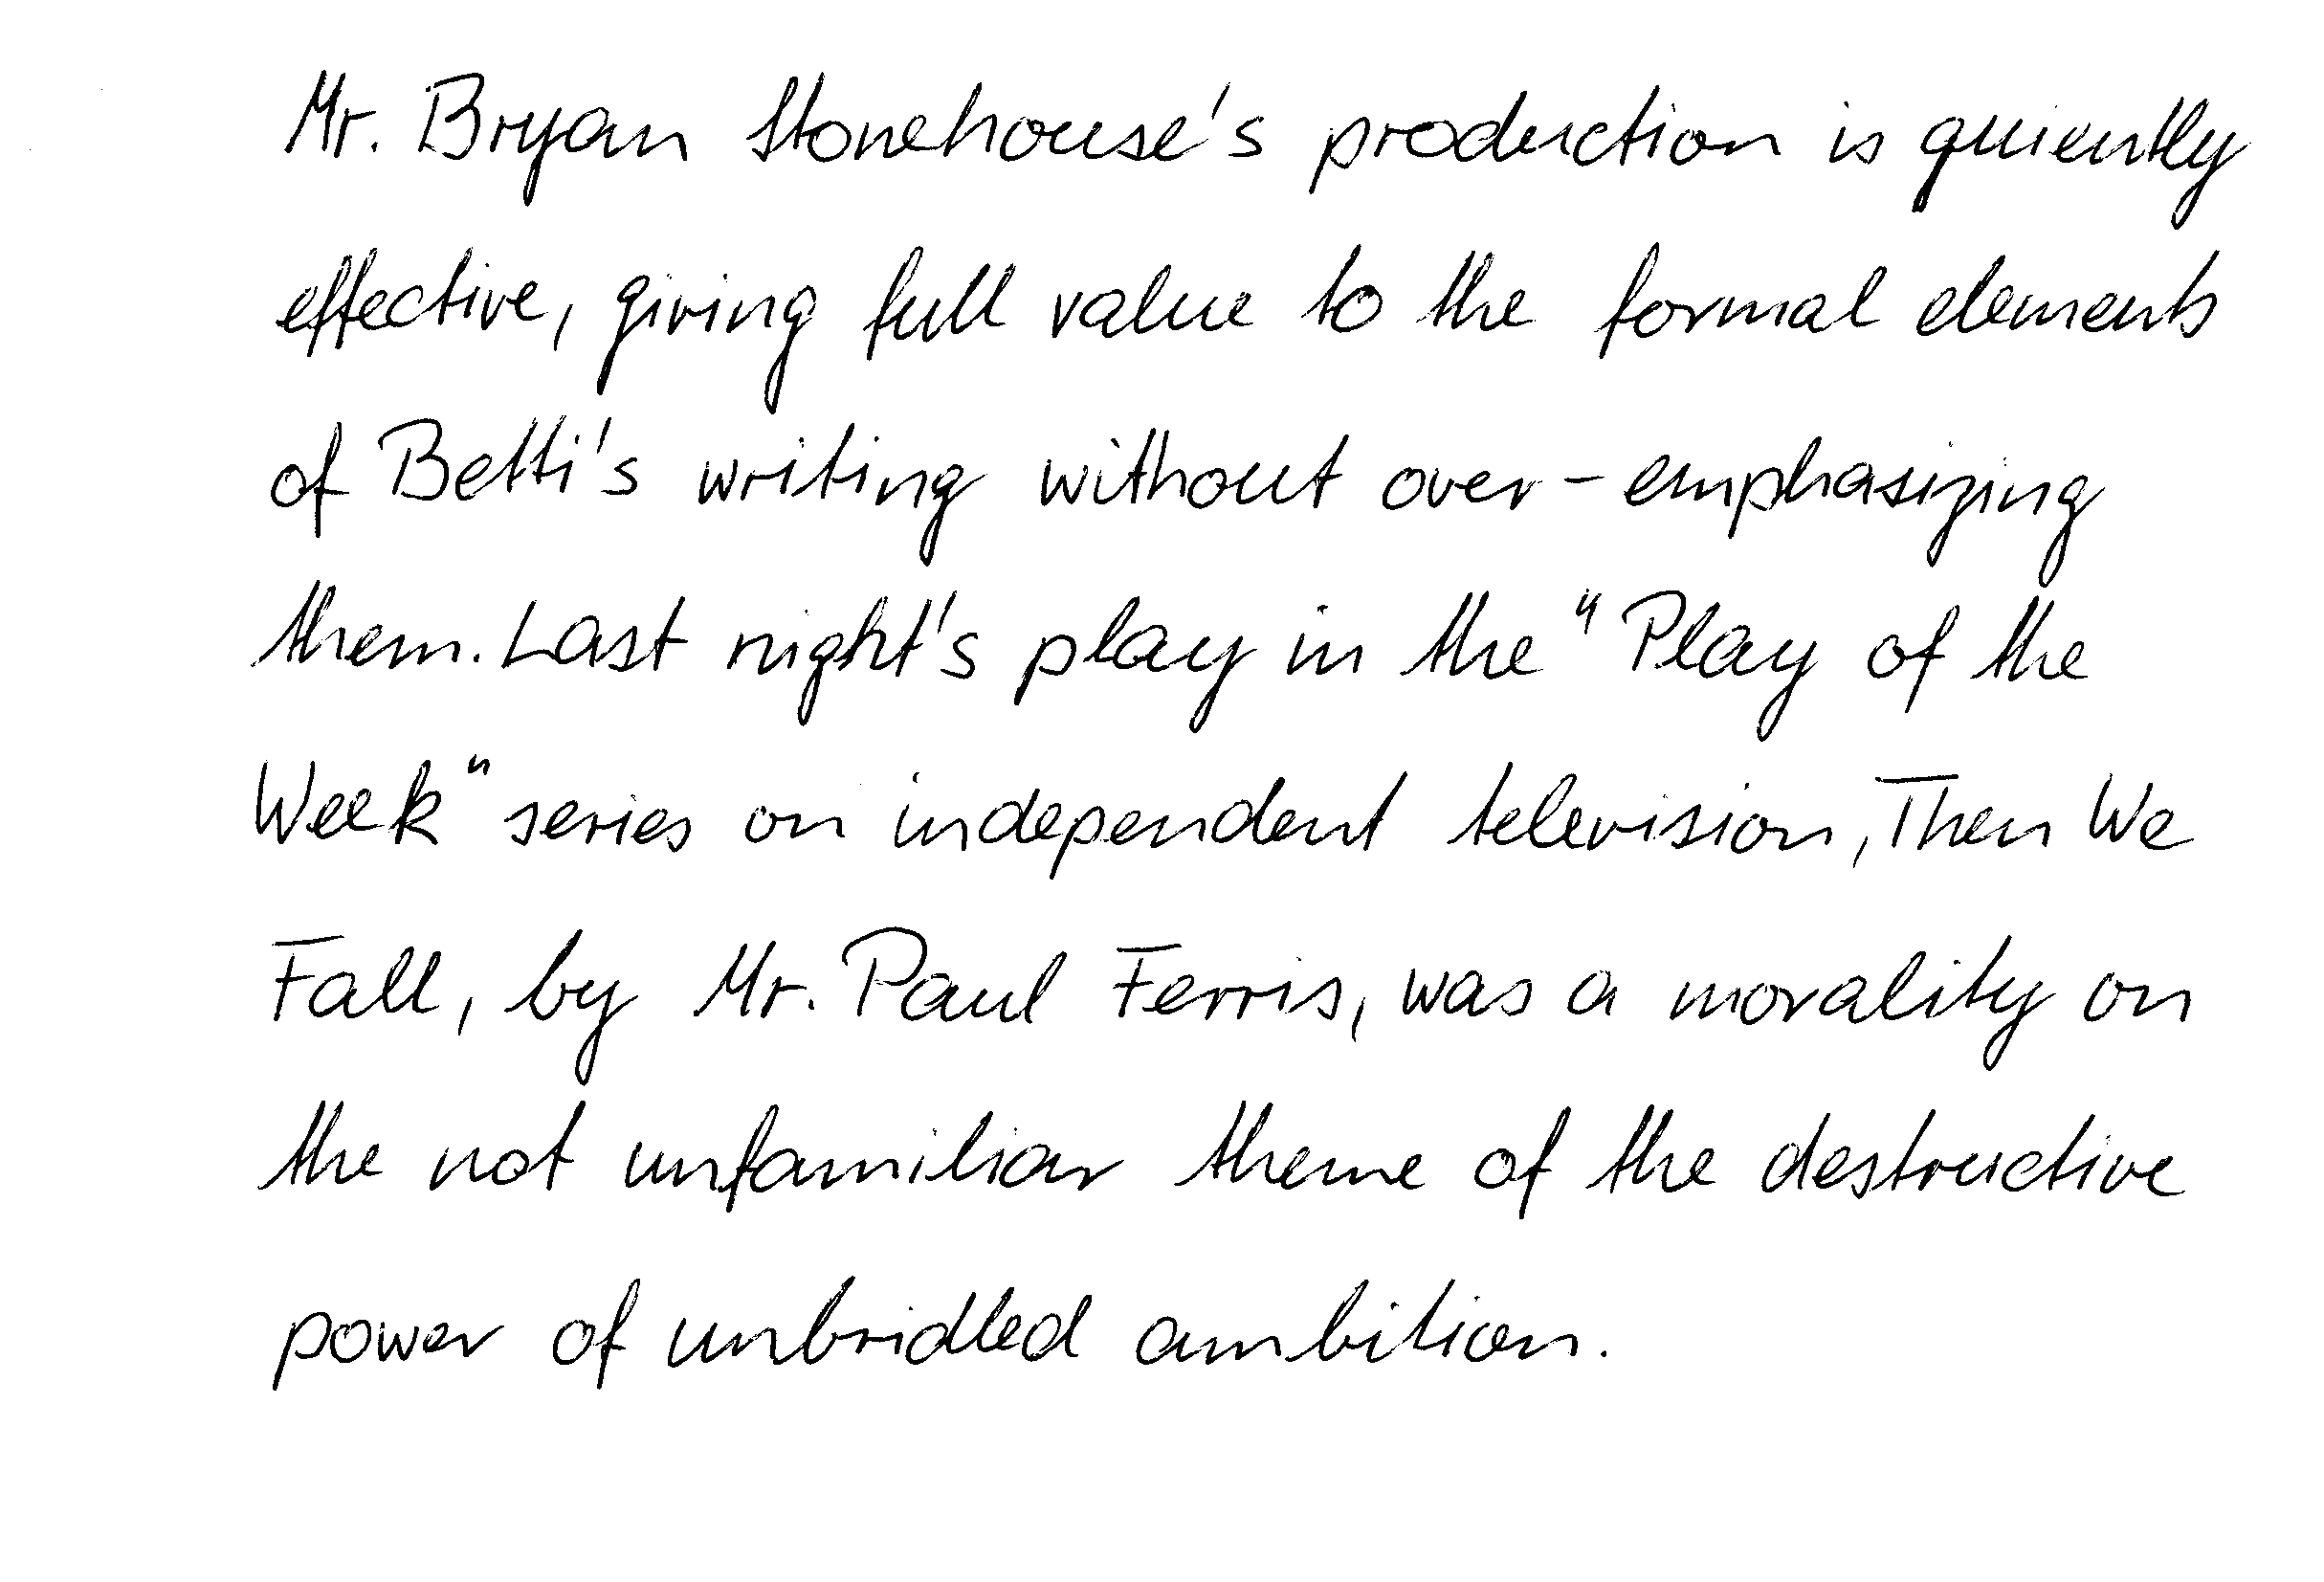 Mr. Bryan Stonehouse's production is quiently
effective, giving full value to the formal elements
of Betti's writing without over-emphasizing
them. Last night's play in the "Play of the
Week" series on independent television, Then We
Fall, by Mr. Paul Ferris, was a morality on
the not unfamiliar theme of the destructive
power of unbridled ambition.